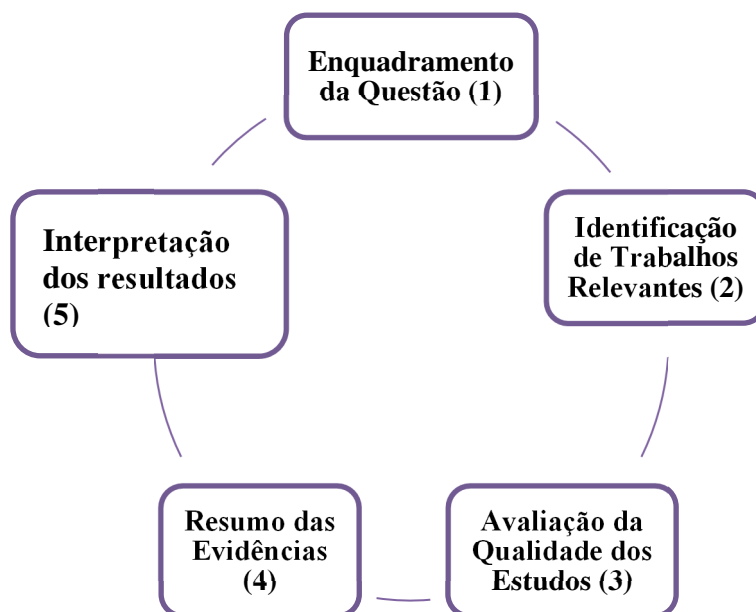 Enquadramento
da Questão (1)
Identificação
de Trabalhos
Relevantes (2)
Avaliação da
Qualidade dos
Estudos (3)
Resumo das
Evidências
(4)
Interpretação
dos resultados
(5)